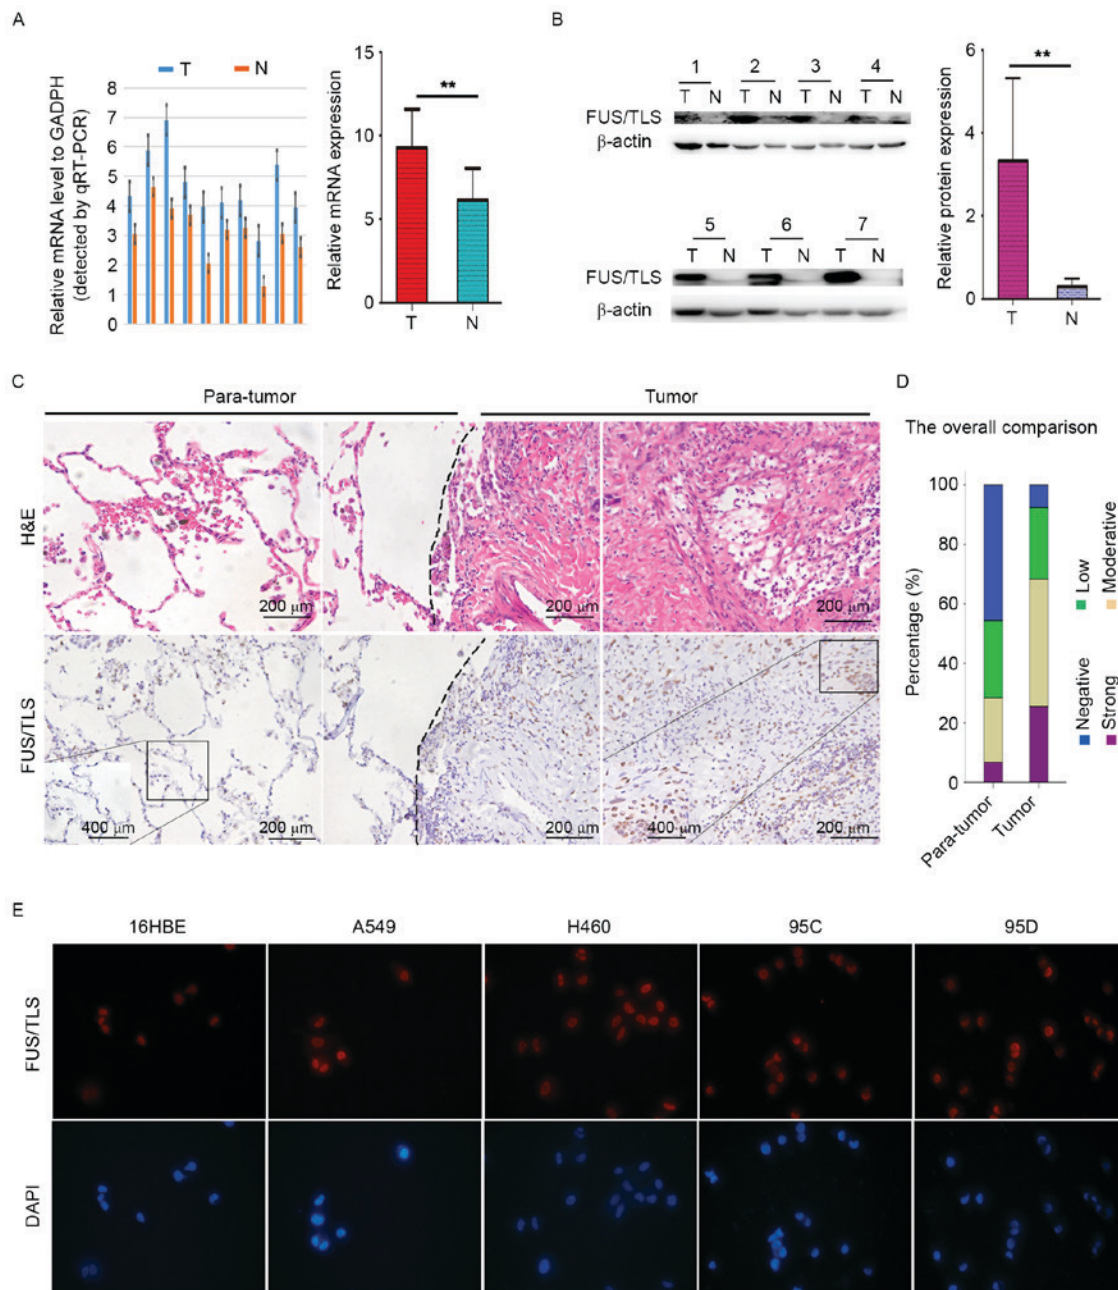 A
T N
Relative mRNA level to GADPH
(detected by qRT-PCR)
8
7
6
5
4
3
2
1
0
Relative mRNA expression
15
10
5
0
**
T N
B
1 2 3 4
T N T N T N T N
FUS/TLS
β-actin
5 6 7
T N T N T N
FUS/TLS
β-actin
Relative protein expression
6
4
2
0
**
T N
C
Para-tumor Tumor
H&E
200 μm 200 μm 200 μm
FUS/TLS
400 μm 200 μm 200 μm 400 μm 200 μm
D
The overall comparison
Percentage (%)
100
80
60
40
20
0
Para-tumor
Tumor
Negative Low
Strong Moderative
E
16HBE A549 H460 95C 95D
FUS/TLS
DAPI